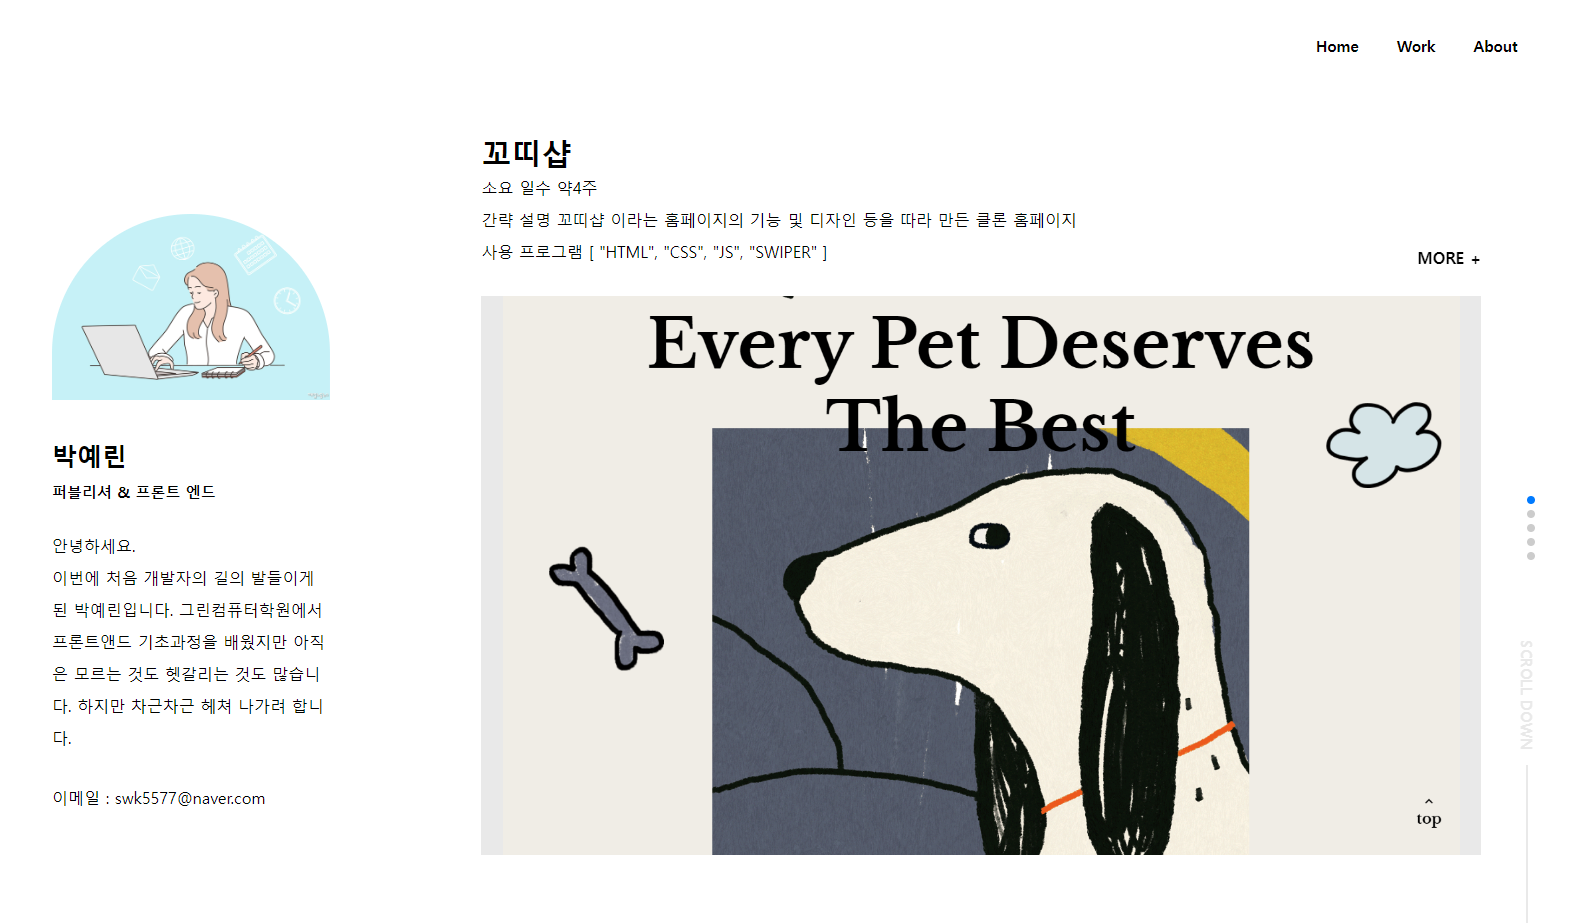 Home Work About
꼬띠샵
소요 일수 약4주
간략 설명 꼬띠샵 이라는 홈페이지의 기능 및 디자인 등을 따라 만든 클론 홈페이지
사용 프로그램 [ "HTML", "CSS", "JS", "SWIPER" ]
MORE +
박예린
퍼블리셔 & 프론트 엔드
안녕하세요.
이번에 처음 개발자의 길의 발들이게
된 박예린입니다. 그린컴퓨터학원에서
프론트앤드 기초과정을 배웠지만 아직
은 모르는 것도 헷갈리는 것도 많습니
다. 하지만 차근차근 헤쳐 나가려 합니
다.
이메일 : swk5577@naver.com
Every Pet Deserves
The Best
top
SCROLL DOWN